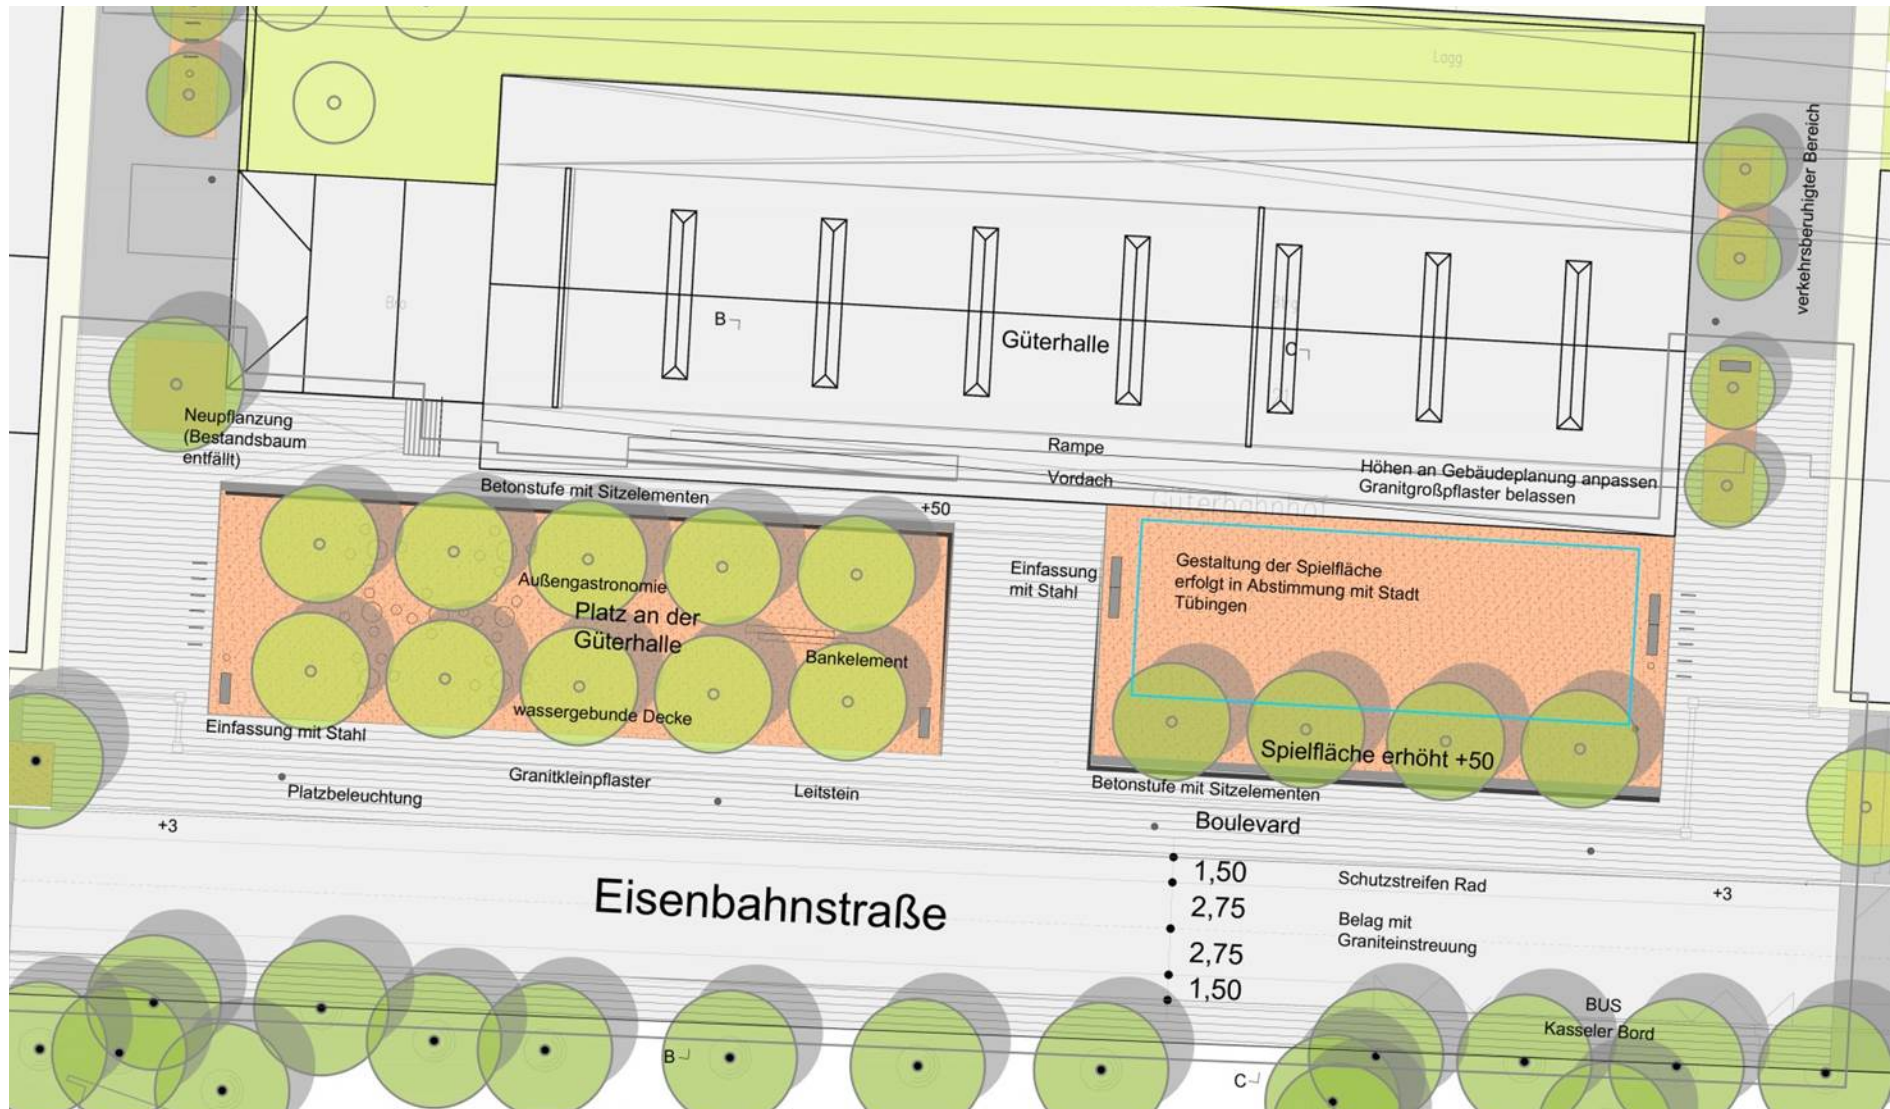 Lagg
verkehrsberuhigter Bereich
Bro
B
Güterhalle
C
Neupflanzung
(Bestandsbaum
entfällt)
Rampe
Vordach
Höhen an Gebäudeplanung anpassen
Granitgroßpflaster belassen
Betonstufe mit Sitzelementen
+50
Güterbahnhof
Einfassung
mit Stahl
Gestaltung der Spielfläche
erfolgt in Abstimmung mit Stadt
Tübingen
Außengastronomie
Platz an der
Güterhalle
Bankelement
wassergebunde Decke
Einfassung mit Stahl
Spielfläche erhöht +50
Granitkleinpflaster
Leitstein
Betonstufe mit Sitzelementen
Platzbeleuchtung
+3
Boulevard
1,50
Schutzstreifen Rad
+3
Eisenbahnstraße
2,75
Belag mit
Graniteinstreuung
2,75
1,50
BUS
Kasseler Bord
B
C